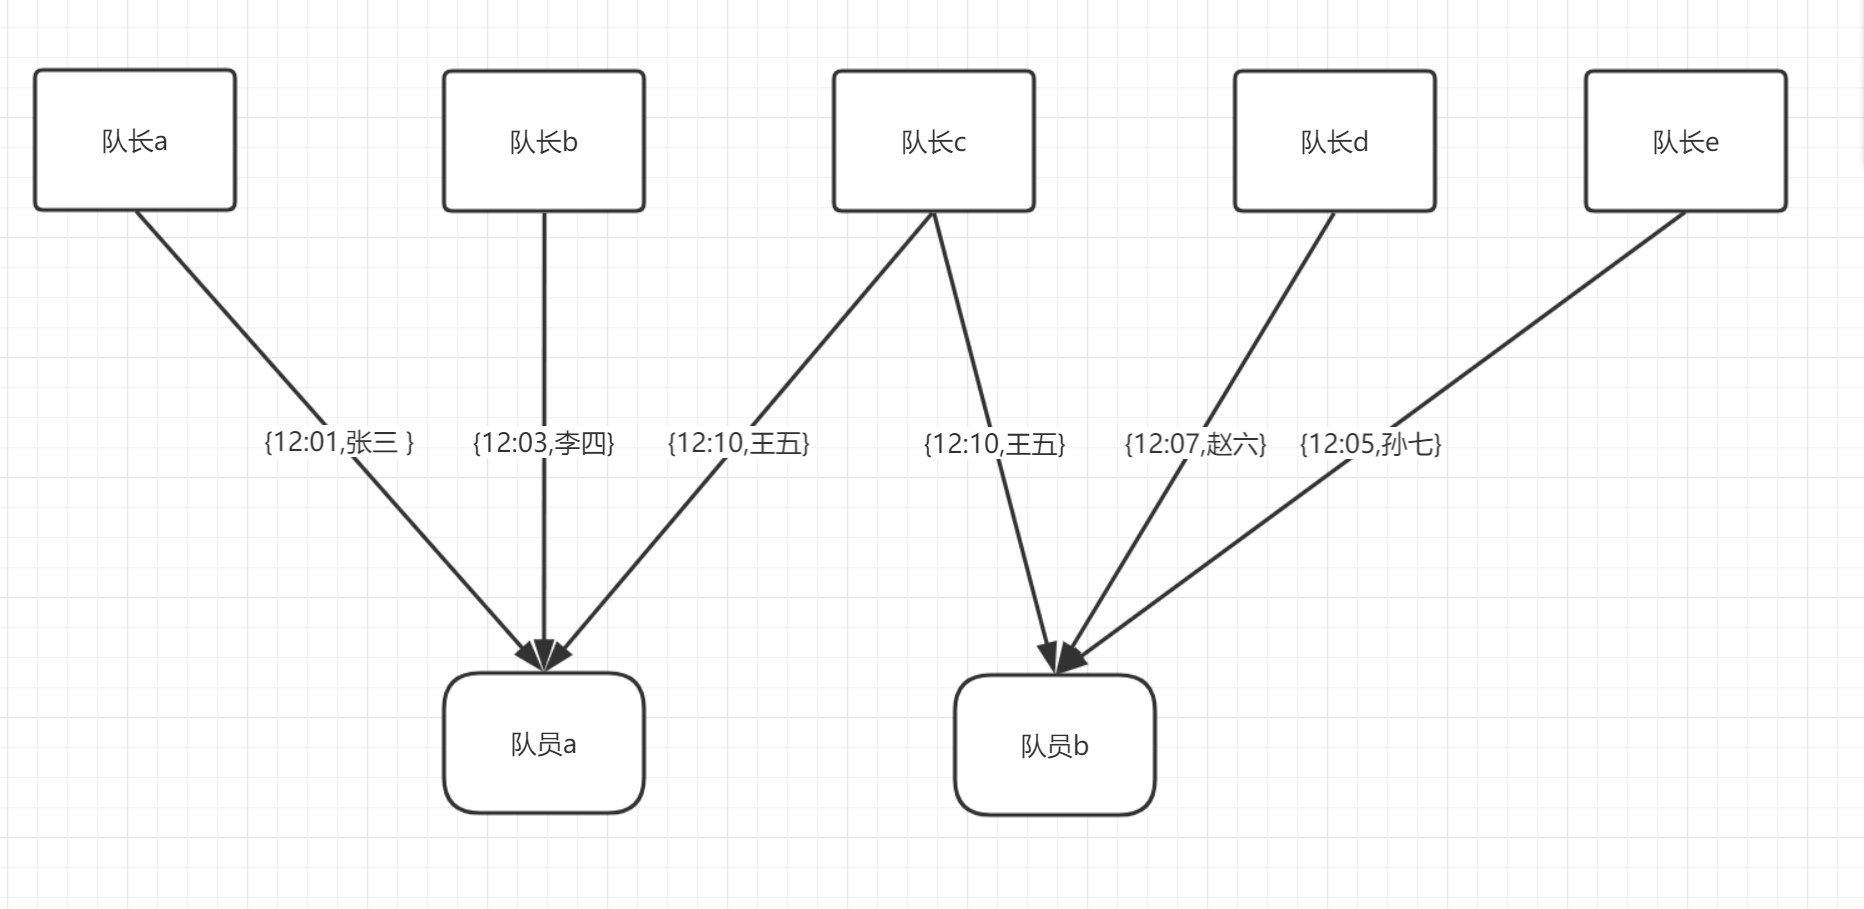 队长a
队长b
队长c
队长d
队长e
{12:01,张三 }
{12:03,李四}
{12:10,王五}
{12:10,王五}
{12:07,赵六}
{12:05,孙七}
队员a
队员b